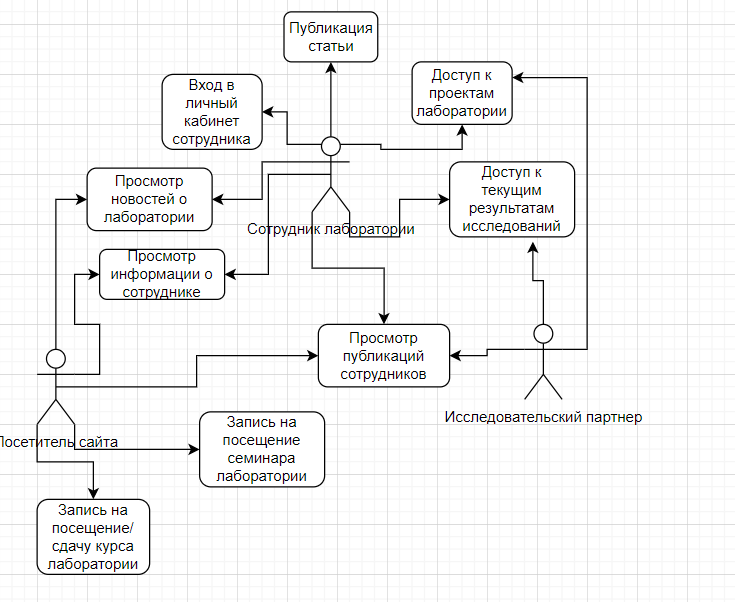 Публикация
статьи
Вход в
личный
кабинет
сотрудника
Доступ к
проектам
лаборатории
Просмотр
новостей о
лаборатории
Доступ к
текущим
результатам
исследований
Сотрудник лаборатории
Просмотр
информации о
сотруднике
Просмотр
публикаций
сотрудников
Исследовательский партнер
Посетитель сайта
Запись на
посещение
семинара
лаборатории
Запись на
посещение/
сдачу курса
лаборатории